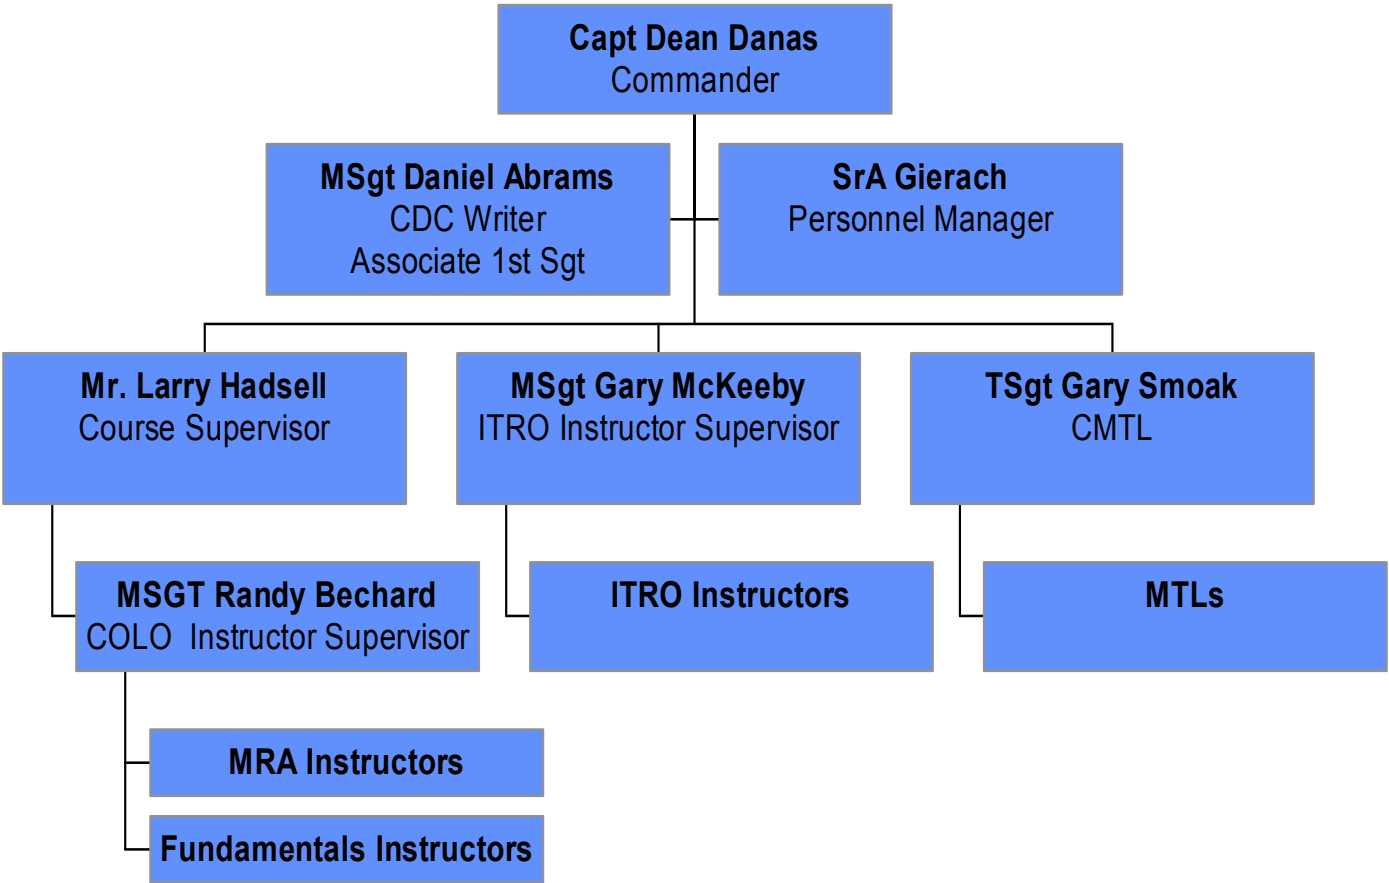 Capt Dean Danas
Commander
MSgt Daniel Abrams
CDC Writer
Associate 1st Sgt
SrA Gierach
Personnel Manager
Mr. Larry Hadsell
Course Supervisor
MSgt Gary McKeeby
ITRO Instructor Supervisor
TSgt Gary Smoak
CMTL
MSGT Randy Bechard
COLO  Instructor Supervisor
ITRO Instructors
MTLs
MRA Instructors
Fundamentals Instructors